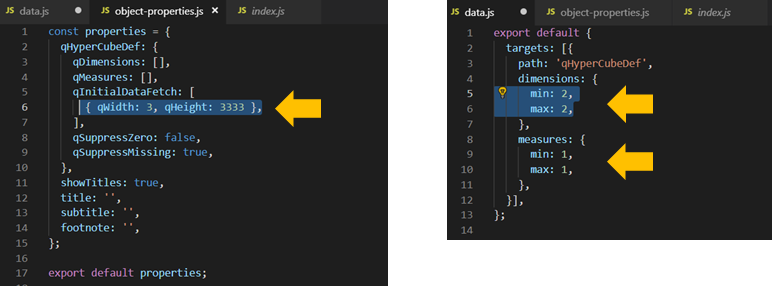 JS data.js JS object-properties.js × JS index.js
1 const properties = {
2 qHyperCubeDef: {
3 qDimensions: [],
4 qMeasures: [],
5 qInitialDataFetch: [
6 { qWidth: 3, qHeight: 3333 },
7 ],
8 qSuppressZero: false,
9 qSuppressMissing: true,
10 },
11 showTitles: true,
12 title: '',
13 subtitle: '',
14 footnote: '',
15 };
16
17 export default properties;
JS data.js JS object-properties.js JS index.js
1 export default {
2 targets: [{
3 path: 'qHyperCubeDef',
4 dimensions: {
5 min: 2,
6 max: 2,
7 },
8 measures: {
9 min: 1,
10 max: 1,
11 },
12 }],
13 };
14